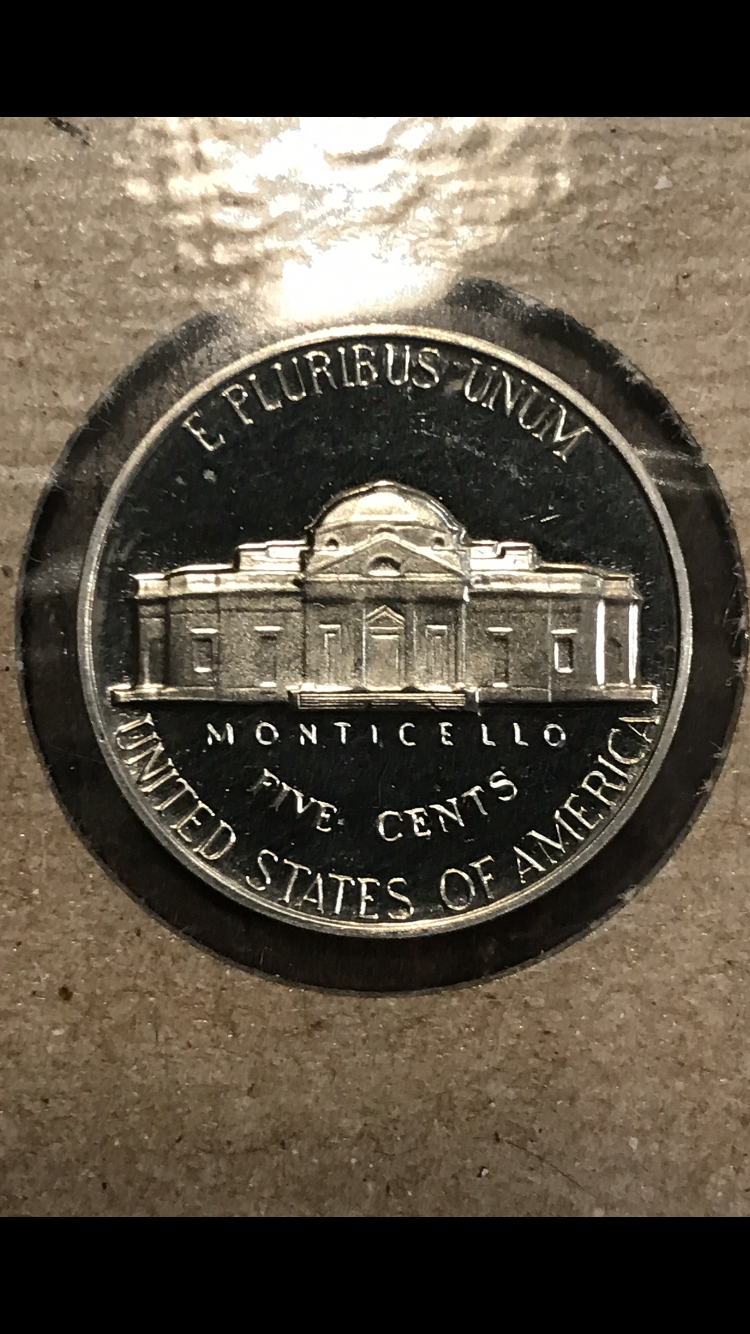 E PLURIBUS UNUM
MONTICELLO
FIVE CENTS
UNITED STATES OF AMERICA